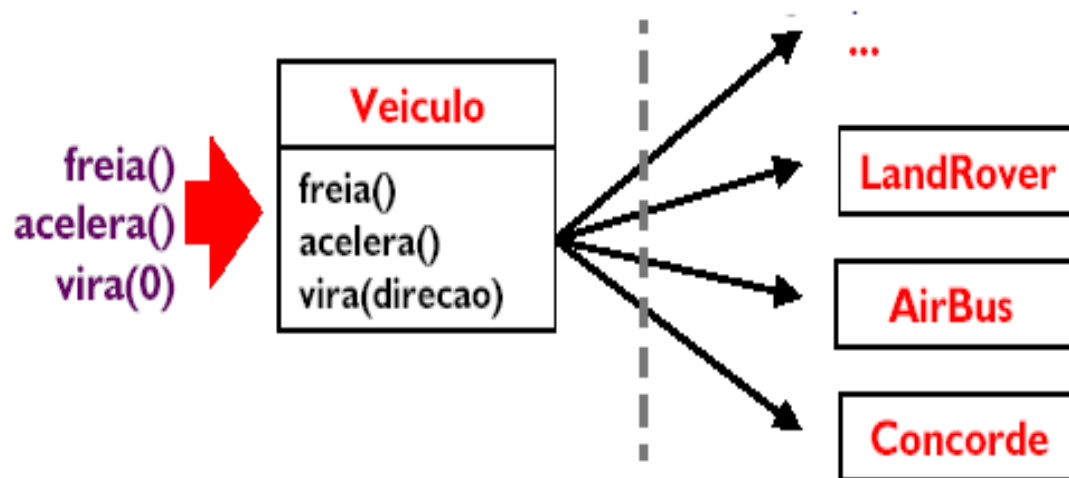 freia()
acelera()
vira(0)
Veiculo
freia()
acelera()
vira(direcao)
...
LandRover
AirBus
Concorde